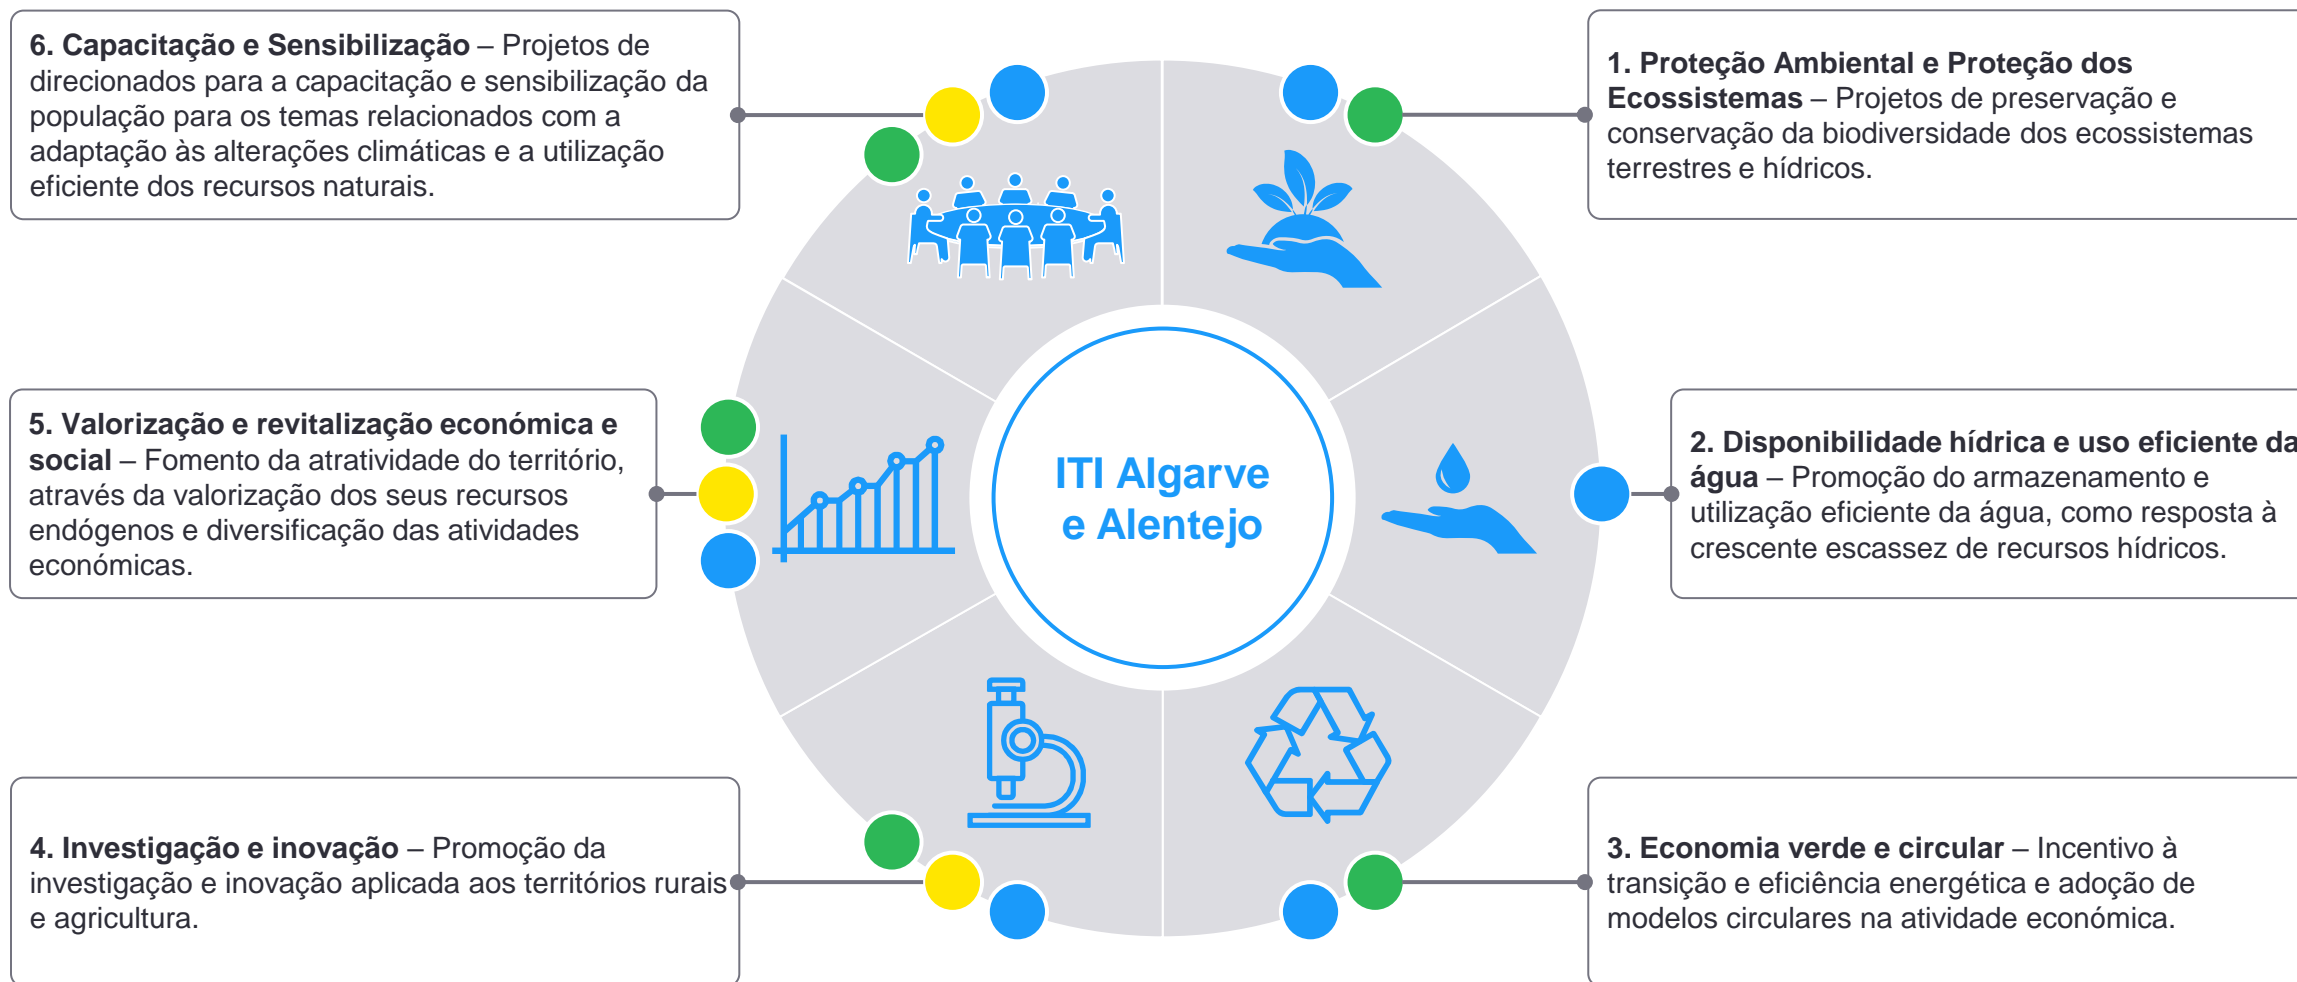 6. Capacitação e Sensibilização – Projetos de
direcionados para a capacitação e sensibilização da
população para os temas relacionados com a
adaptação às alterações climáticas e a utilização
eficiente dos recursos naturais.
1. Proteção Ambiental e Proteção dos
Ecossistemas – Projetos de preservação e
conservação da biodiversidade dos ecossistemas
terrestres e hídricos.
5. Valorização e revitalização económica e
social – Fomento da atratividade do território,
através da valorização dos seus recursos
endógenos e diversificação das atividades
económicas.
ITI Algarve
e Alentejo
2. Disponibilidade hídrica e uso eficiente da
água – Promoção do armazenamento e
utilização eficiente da água, como resposta à
crescente escassez de recursos hídricos.
4. Investigação e inovação – Promoção da
investigação e inovação aplicada aos territórios rurais
e agricultura.
3. Economia verde e circular – Incentivo à
transição e eficiência energética e adoção de
modelos circulares na atividade económica.